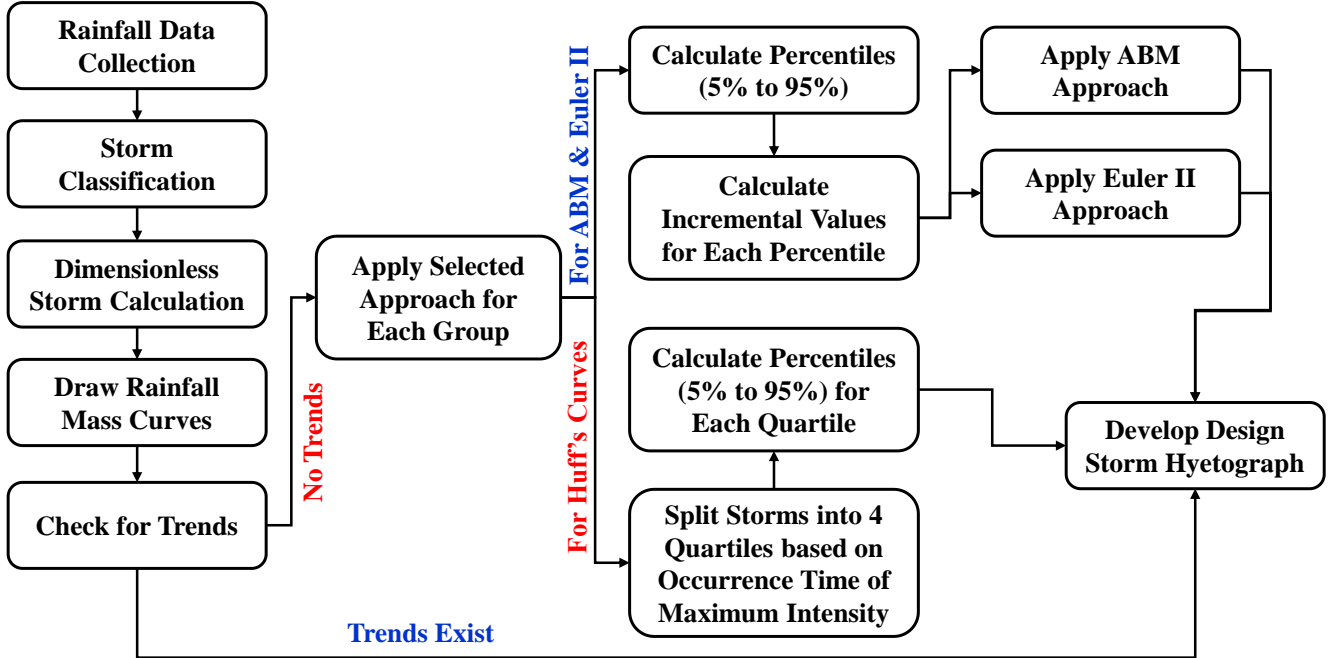 Rainfall Data
Collection
Storm
Classification
Dimensionless
Storm Calculation
Draw Rainfall
Mass Curves
Check for Trends
No Trends
Trends Exist
Apply Selected
Approach for
Each Group
For ABM & Euler II
For Huff's Curves
Calculate Percentiles
(5% to 95%)
Calculate
Incremental Values
for Each Percentile
Apply ABM
Approach
Apply Euler II
Approach
Calculate Percentiles
(5% to 95%) for
Each Quartile
Split Storms into 4
Quartiles based on
Occurrence Time of
Maximum Intensity
Develop Design
Storm Hyetograph